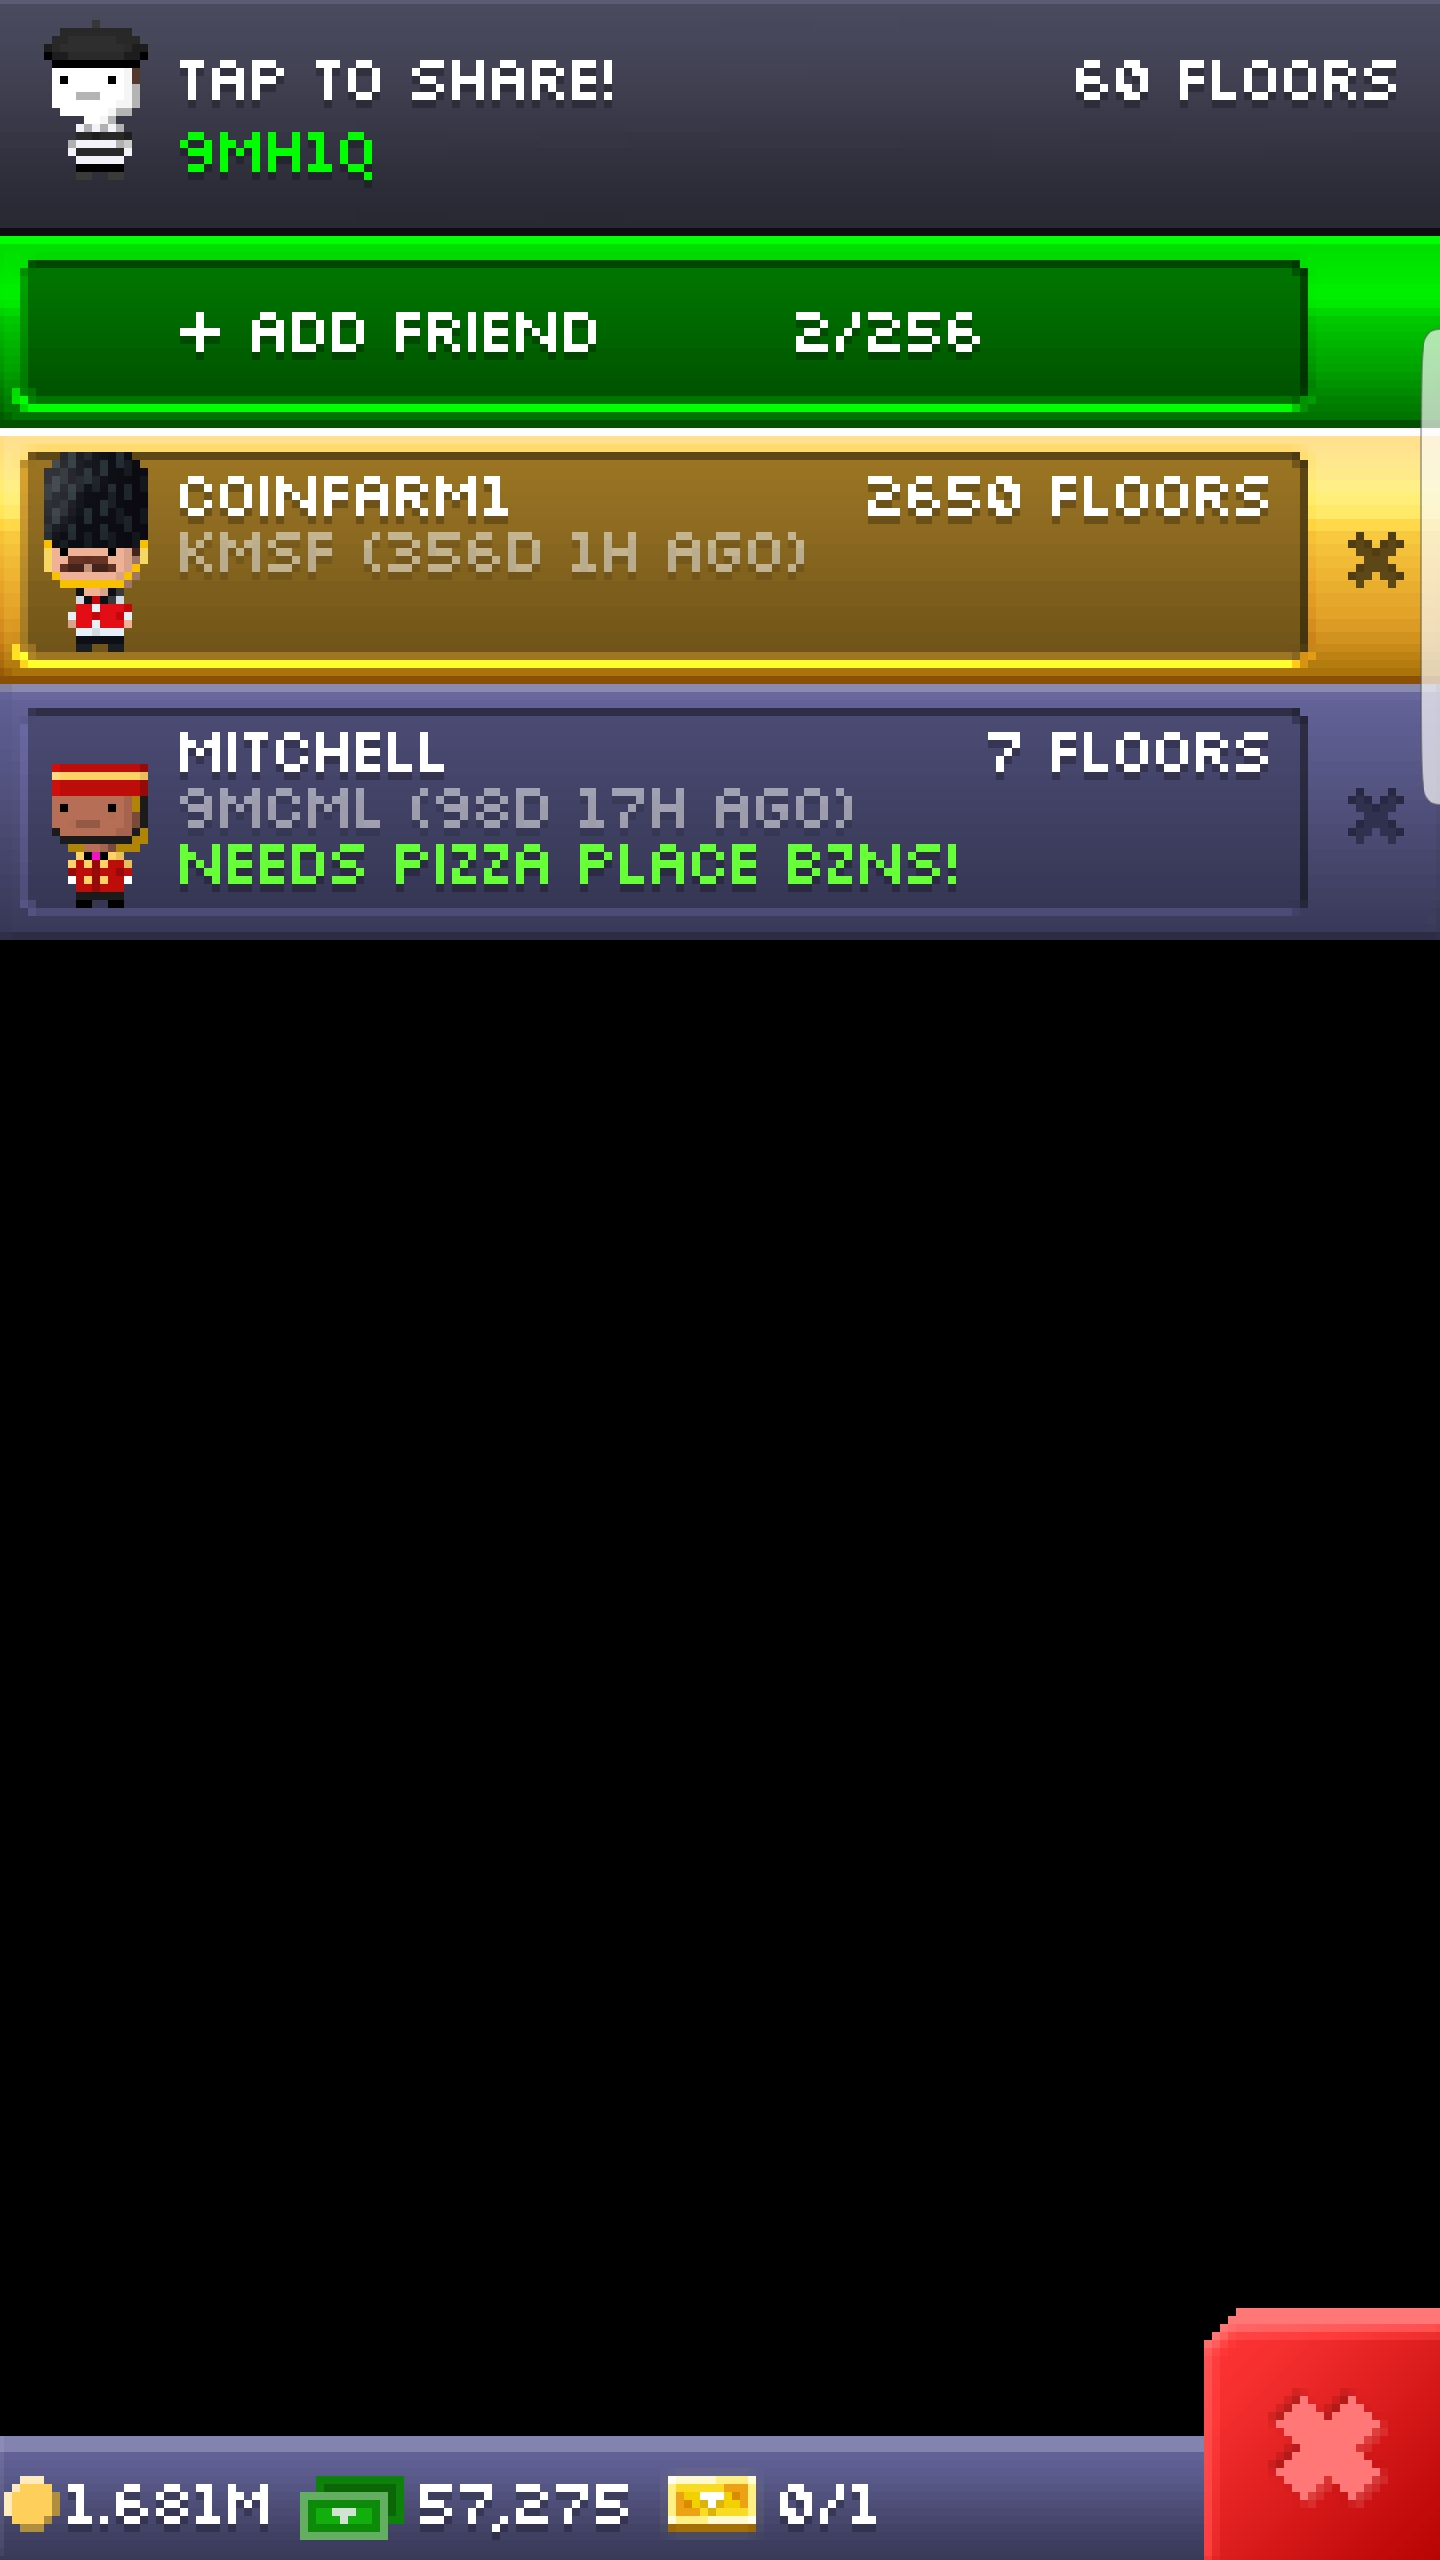 TAP TO SHARE! 60 FLOORS
9MH1Q
+ ADD FRIEND 2/256
COINFARM1 2650 FLOORS
KMSF (356D 1H AGO)
MITCHELL 7 FLOORS
9MCML (98D 17H AGO)
NEEDS PIZZA PLACE BZNS!
1.681M 57,275 0/1